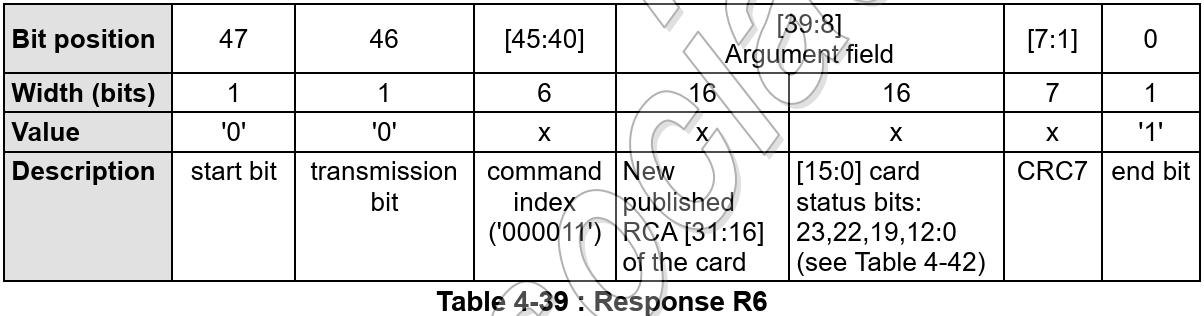 Bit position 47 46 [45:40] [39:8] [7:1] 0
Argument field
Width (bits) 1 1 6 16 16 7 1
Value '0' '0' x x x x '1'
Description start bit transmission command New [15:0] card CRC7 end bit
bit index published status bits:
('000011') RCA [31:16] 23,22,19,12:0
of the card (see Table 4-42)
Table 4-39 : Response R6